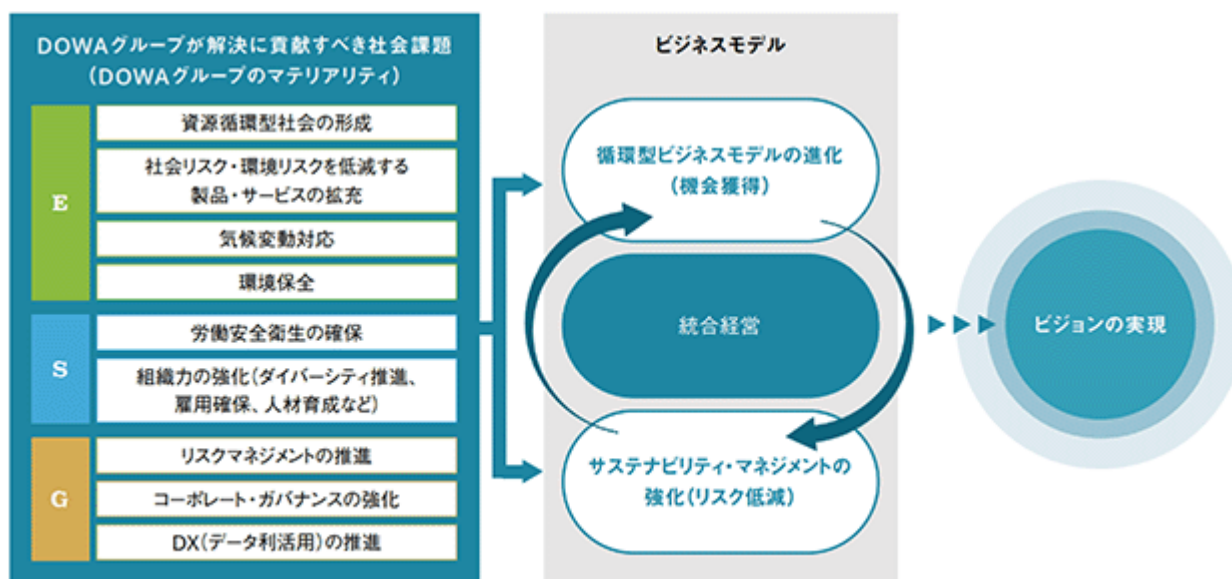 DOWAグループが解決に貢献すべき社会課題
(DOWAグループのマテリアリティ)
E
資源循環型社会の形成
社会リスク・環境リスクを低減する
製品・サービスの拡充
気候変動対応
環境保全
S
労働安全衛生の確保
組織力の強化(ダイバーシティ推進、
雇用確保、人材育成など)
G
リスクマネジメントの推進
コーポレート・ガバナンスの強化
DX(データ利活用)の推進
ビジネスモデル
循環型ビジネスモデルの進化
(機会獲得)
統合経営
サステナビリティ・マネジメントの
強化(リスク低減)
ビジョンの実現